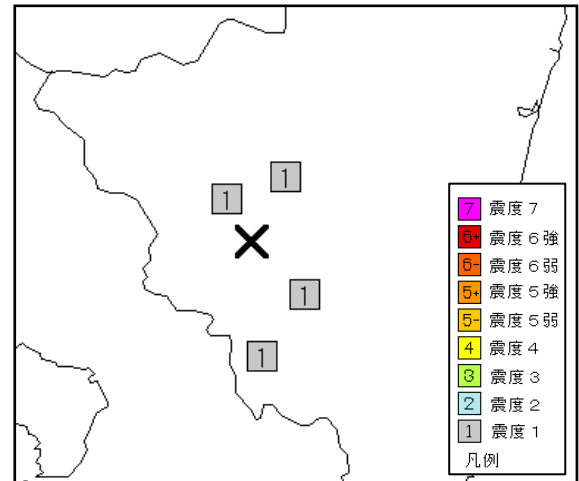 1
1
1
1
7 震度７
6+ 震度６強
6- 震度６弱
5+ 震度５強
5- 震度５弱
4 震度４
3 震度３
2 震度２
1 震度１
凡例